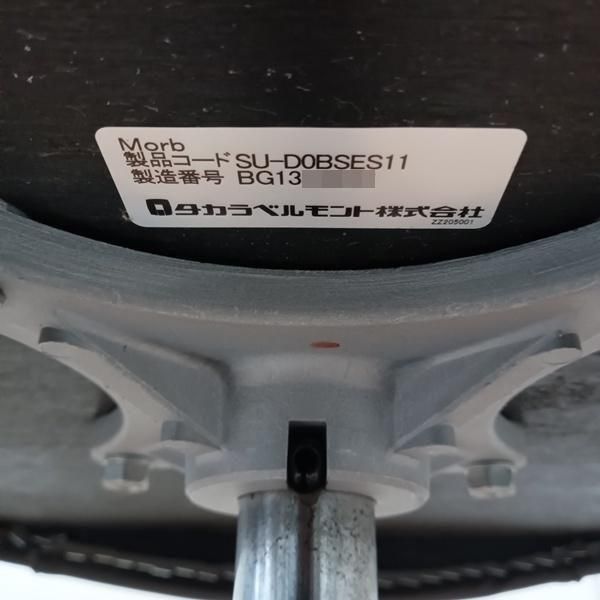 Morb
製品コード SU-D0BSES11
製造番号 BG13
タカラベルモント株式会社
ZZ205001